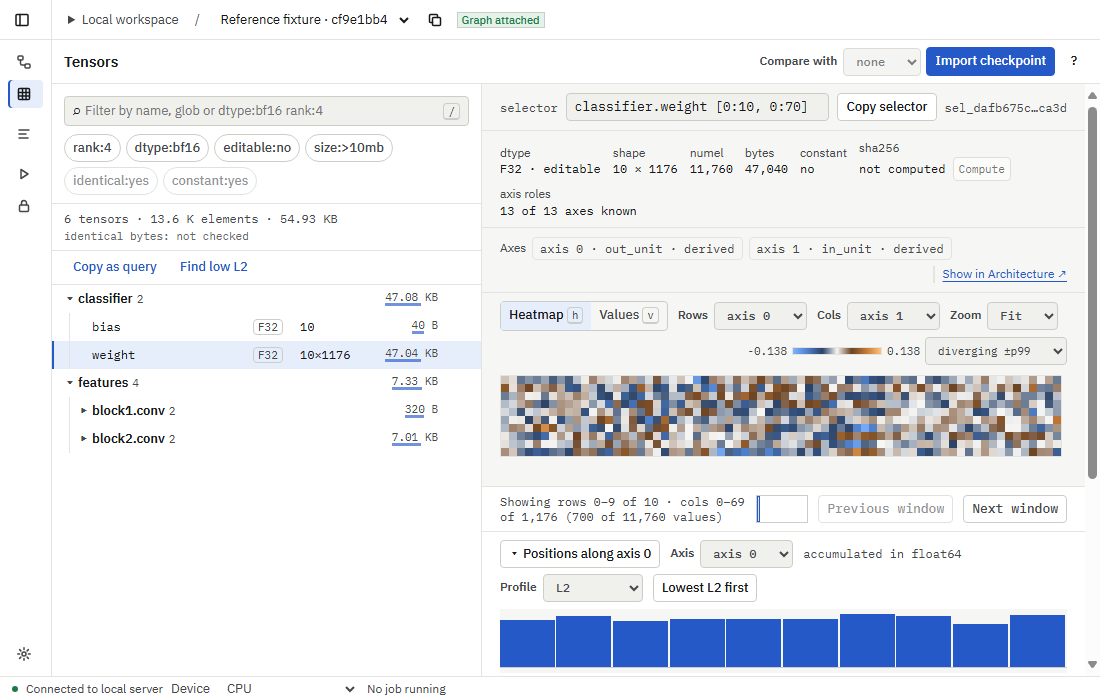 Local workspace / Reference fixture · cf9e1bb4 Graph attached
Tensors Compare with none Import checkpoint ?
Filter by name, glob or dtype:bf16 rank:4 /
rank:4 dtype:bf16 editable:no size:>10mb
identical:yes constant:yes
6 tensors · 13.6 K elements · 54.93 KB
identical bytes: not checked
Copy as query Find low L2
classifier 2 47.08 KB
bias F32 10 40 B
weight F32 10×1176 47.04 KB
features 4 7.33 KB
block1.conv 2 320 B
block2.conv 2 7.01 KB
selector classifier.weight [0:10, 0:70] Copy selector sel_dafb675c…ca3d
dtype shape numel bytes constant sha256
F32 · editable 10 × 1176 11,760 47,040 no not computed Compute
axis roles
13 of 13 axes known
Axes axis 0 · out_unit · derived axis 1 · in_unit · derived
Show in Architecture ↗
Heatmap h Values v Rows axis 0 Cols axis 1 Zoom Fit
-0.138 0.138 diverging ±p99
Showing rows 0–9 of 10 · cols 0–69
of 1,176 (700 of 11,760 values) Previous window Next window
Positions along axis 0 Axis axis 0 accumulated in float64
Profile L2 Lowest L2 first
Connected to local server Device CPU No job running